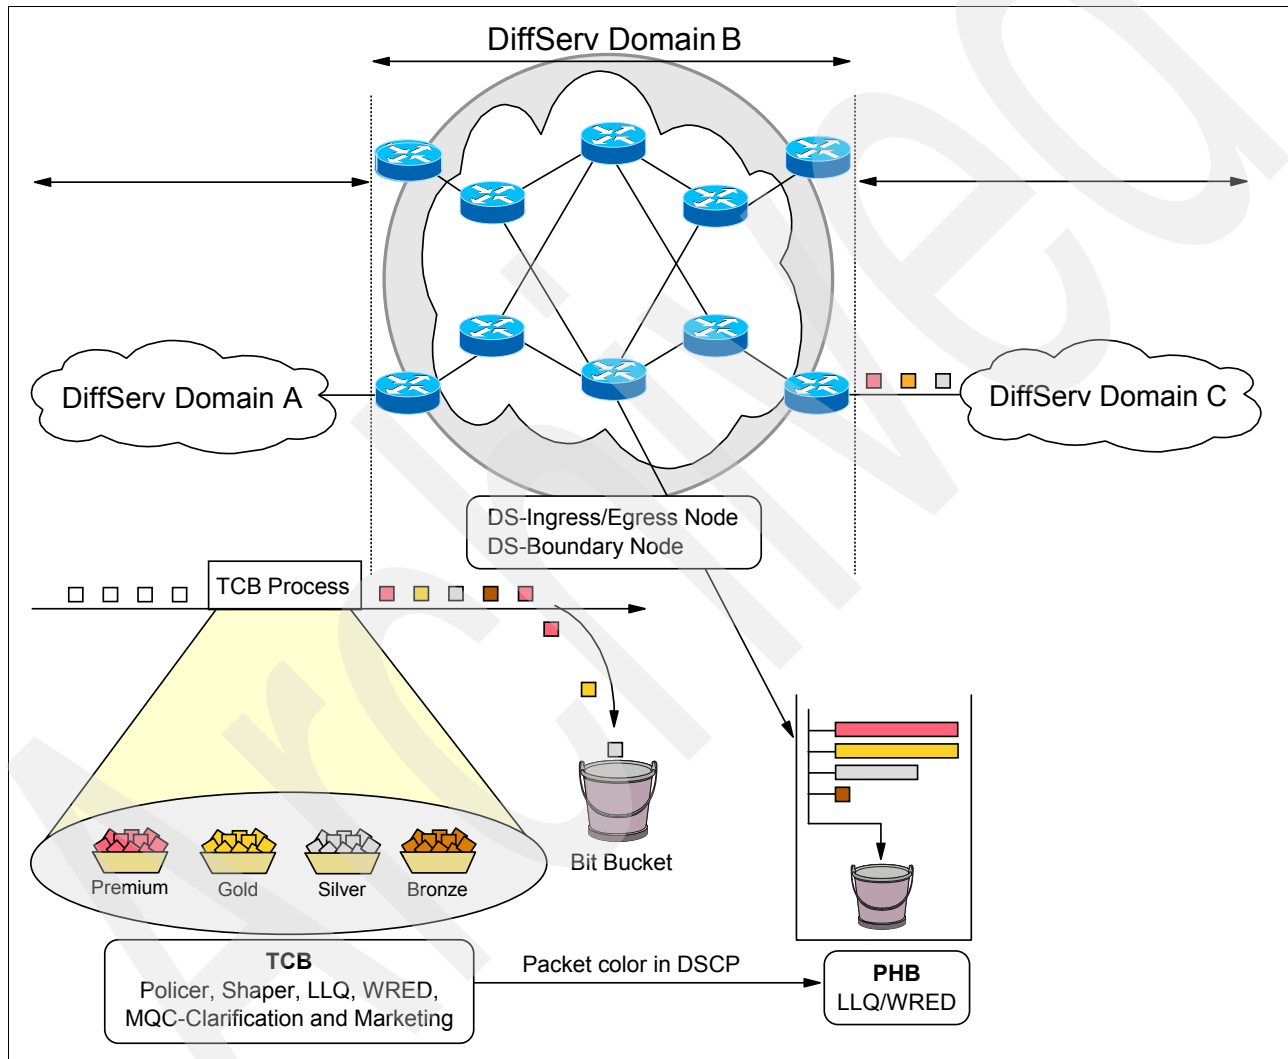 DiffServ Domain B
DiffServ Domain A
DiffServ Domain C
DS-Ingress/Egress Node
DS-Boundary Node
TCB Process
Bit Bucket
Premium
Gold
Silver
Bronze
TCB
Policer, Shaper, LLQ, WRED,
MQC-Clarification and Marketing
Packet color in DSCP
PHB
LLQ/WRED
Archived